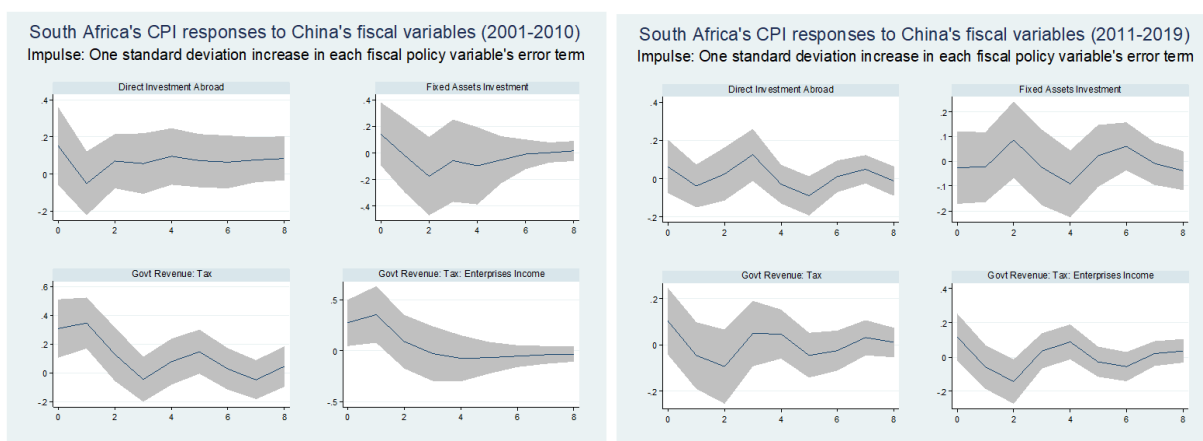 South Africa's CPI responses to China's fiscal variables (2001-2010)
Impulse: One standard deviation increase in each fiscal policy variable's error term
Direct Investment Abroad
.4
.2
0
-.2
0 2 4 6 8
Fixed Assets Investment
.4
.2
0
-.2
-.4
0 2 4 6 8
Govt Revenue: Tax
.6
.4
.2
0
-.2
0 2 4 6 8
Govt Revenue: Tax: Enterprises Income
.5
0
-.5
0 2 4 6 8
South Africa's CPI responses to China's fiscal variables (2011-2019)
Impulse: One standard deviation increase in each fiscal policy variable's error term
Direct Investment Abroad
.4
.2
0
-.2
0 2 4 6 8
Fixed Assets Investment
.2
.1
0
-.1
-.2
0 2 4 6 8
Govt Revenue: Tax
.2
0
-.2
0 2 4 6 8
Govt Revenue: Tax: Enterprises Income
.4
.2
0
-.2
0 2 4 6 8